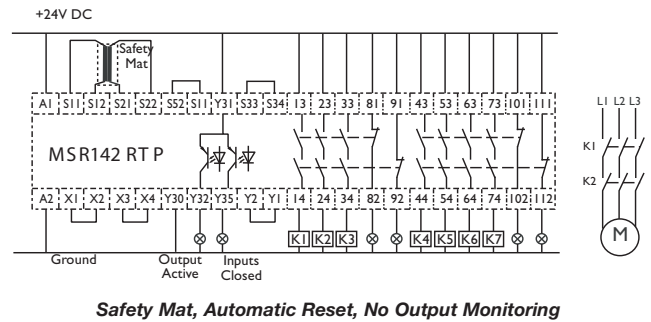 +24V DC
Safety
Mat
A1 S11 S12 S21 S22 S52 S11 Y31 S33 S34 13 23 33 81 91 43 53 63 73 101 111
MSR142 RTP
A2 X1 X2 X3 X4 Y30 Y32 Y35 Y2 Y1 14 24 34 82 92 44 54 64 74 102 112
K1 K2 K3 K4 K5 K6 K7
Ground
Output
Active
Inputs
Closed
L1 L2 L3
K1
K2
M
Safety Mat, Automatic Reset, No Output Monitoring